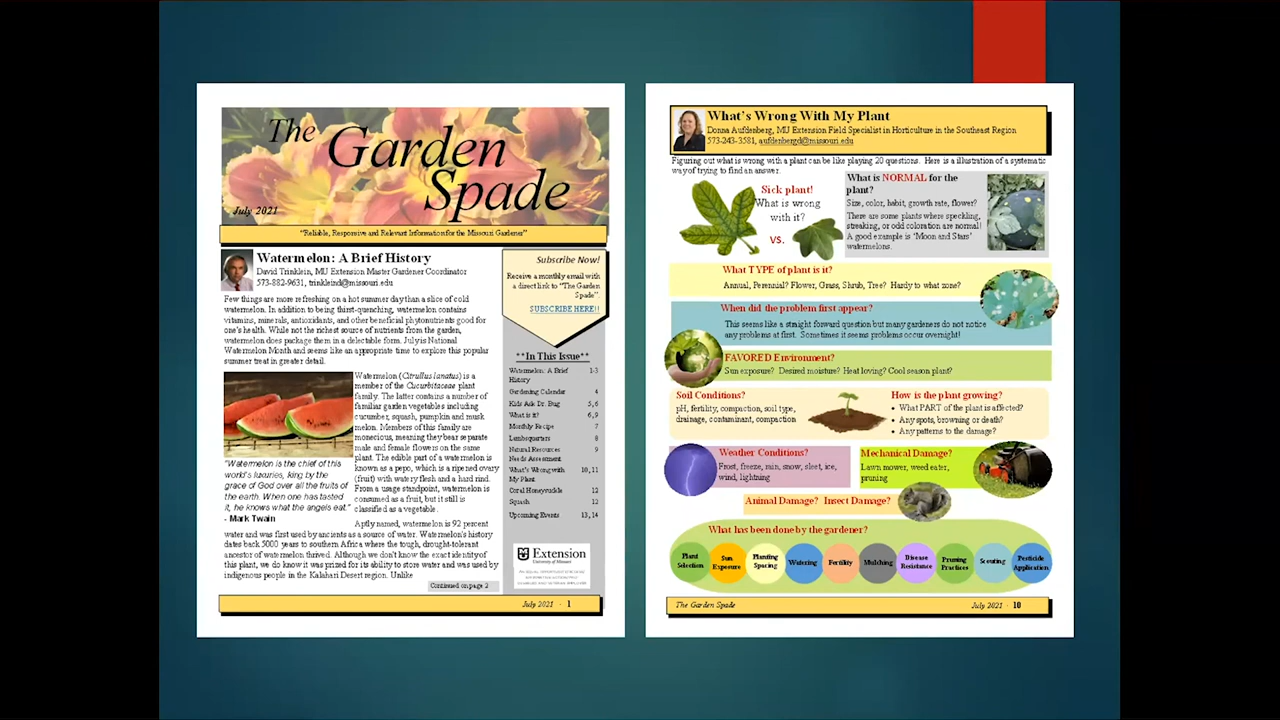 The Garden
Spade
July 2021
"Reliable, Responsive and Relevant Information for the Missouri Gardener"
Watermelon: A Brief History
David Trinklein, MU Extension Master Gardener Coordinator
573-882-9631, trinkleind@missouri.edu
Few things are more refreshing on a hot summer day than a slice of cold
watermelon. In addition to being thirst-quenching, watermelon contains
vitamins, minerals, antioxidants, and other beneficial phytonutrients good for
one's health. While not the richest source of nutrients from the garden,
watermelon does package them in a delectable form. July is National
Watermelon Month and seems like an appropriate time to explore this popular
summer treat in greater detail.
Watermelon (Citrullus lanatus) is a
member of the Cucurbitaceae plant
family. The latter contains a number of
familiar garden vegetables including
cucumber, squash, pumpkin and musk
melon. Members of this family are
monecious, meaning they bear separate
male and female flowers on the same
plant. The edible part of a watermelon is
known as a pepo, which is a ripened ovary
(fruit) with watery flesh and a hard rind.
From a usage standpoint, watermelon is
consumed as a fruit, but it still is
classified as a vegetable.
"Watermelon is the chief of this
world's luxuries, king by the
grace of God over all the fruits of
the earth. When one has tasted
it, he knows what the angels eat."
- Mark Twain
Aptly named, watermelon is 92 percent
water and was first used by ancients as a source of water. Watermelon's history
dates back 5000 years to southern Africa where the tough, drought-tolerant
ancestor of watermelon thrived. Although we don't know the exact identity of
this plant, we do know it was prized for its ability to store water and was used by
indigenous people in the Kalahari Desert region. Unlike
Continued on page 2
Subscribe Now!
Receive a monthly email with
a direct link to "The Garden
Spade".
SUBSCRIBE HERE!!
**In This Issue**
Watermelon: A Brief 1-3
History
Gardening Calendar 4
Kids Ask Dr. Bug 5,6
What is it? 6,9
Monthly Recipe 7
Lambsquarters 8
Natural Resources 9
Needs Assessment
What's Wrong with 10,11
My Plant
Coral Honeysuckle 12
Squash 12
Upcoming Events 13,14
Extension
University of Missouri
July 2021 · 1
What's Wrong With My Plant
Donna Aufdenberg, MU Extension Field Specialist in Horticulture in the Southeast Region
573-243-3581, aufdenbergd@missouri.edu
Figuring out what is wrong with a plant can be like playing 20 questions. Here is a illustration of a systematic
way of trying to find an answer.
Sick plant!
What is wrong
with it?
vs.
What is NORMAL for the
plant?
Size, color, habit, growth rate, flower?
There are some plants where speckling,
streaking, or odd coloration are normal!
A good example is 'Moon and Stars'
watermelons.
What TYPE of plant is it?
Annual, Perennial? Flower, Grass, Shrub, Tree? Hardy to what zone?
When did the problem first appear?
This seems like a straight forward question but many gardeners do not notice
any problems at first. Sometimes it seems problems occur overnight!
FAVORED Environment?
Sun exposure? Desired moisture? Heat loving? Cool season plant?
Soil Conditions?
pH, fertility, compaction, soil type,
drainage, contaminant, compaction
How is the plant growing?
• What PART of the plant is affected?
• Any spots, browning or death?
• Any patterns to the damage?
Weather Conditions?
Frost, freeze, rain, snow, sleet, ice,
wind, lightning
Mechanical Damage?
Lawn mower, weed eater,
pruning
Animal Damage? Insect Damage?
What has been done by the gardener?
Plant Selection
Sun Exposure
Planting Spacing
Watering
Fertility
Mulching
Disease Resistance
Pruning Practices
Scouting
Pesticide Application
The Garden Spade July 2021 · 10